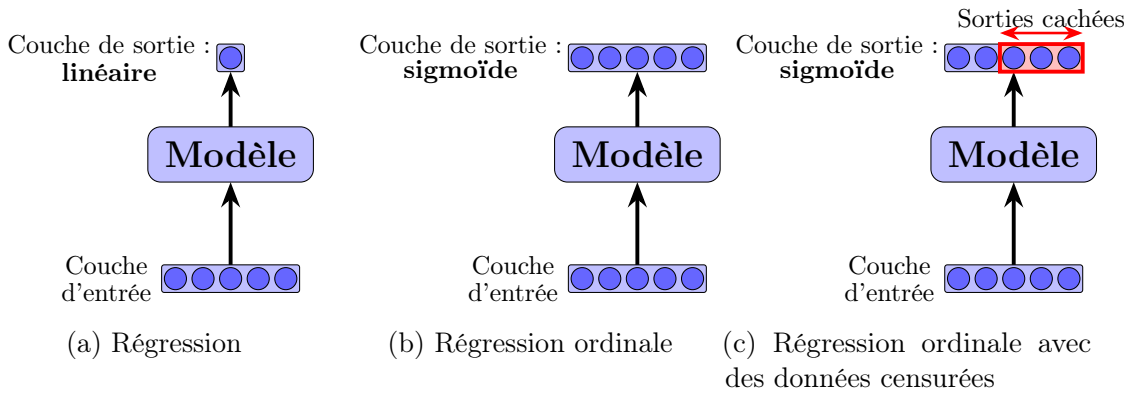 Couche de sortie :
linéaire
Modèle
Couche
d'entrée
(a) Régression
Couche de sortie :
sigmoïde
Modèle
Couche
d'entrée
(b) Régression ordinale
Sorties cachées
Couche de sortie :
sigmoïde
Modèle
Couche
d'entrée
(c) Régression ordinale avec
des données censurées